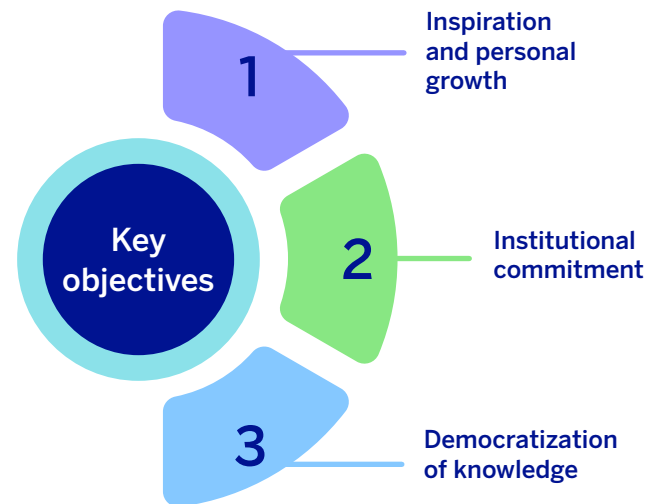 Key
objectives
1
Inspiration
and personal
growth
2
Institutional
commitment
3
Democratization
of knowledge